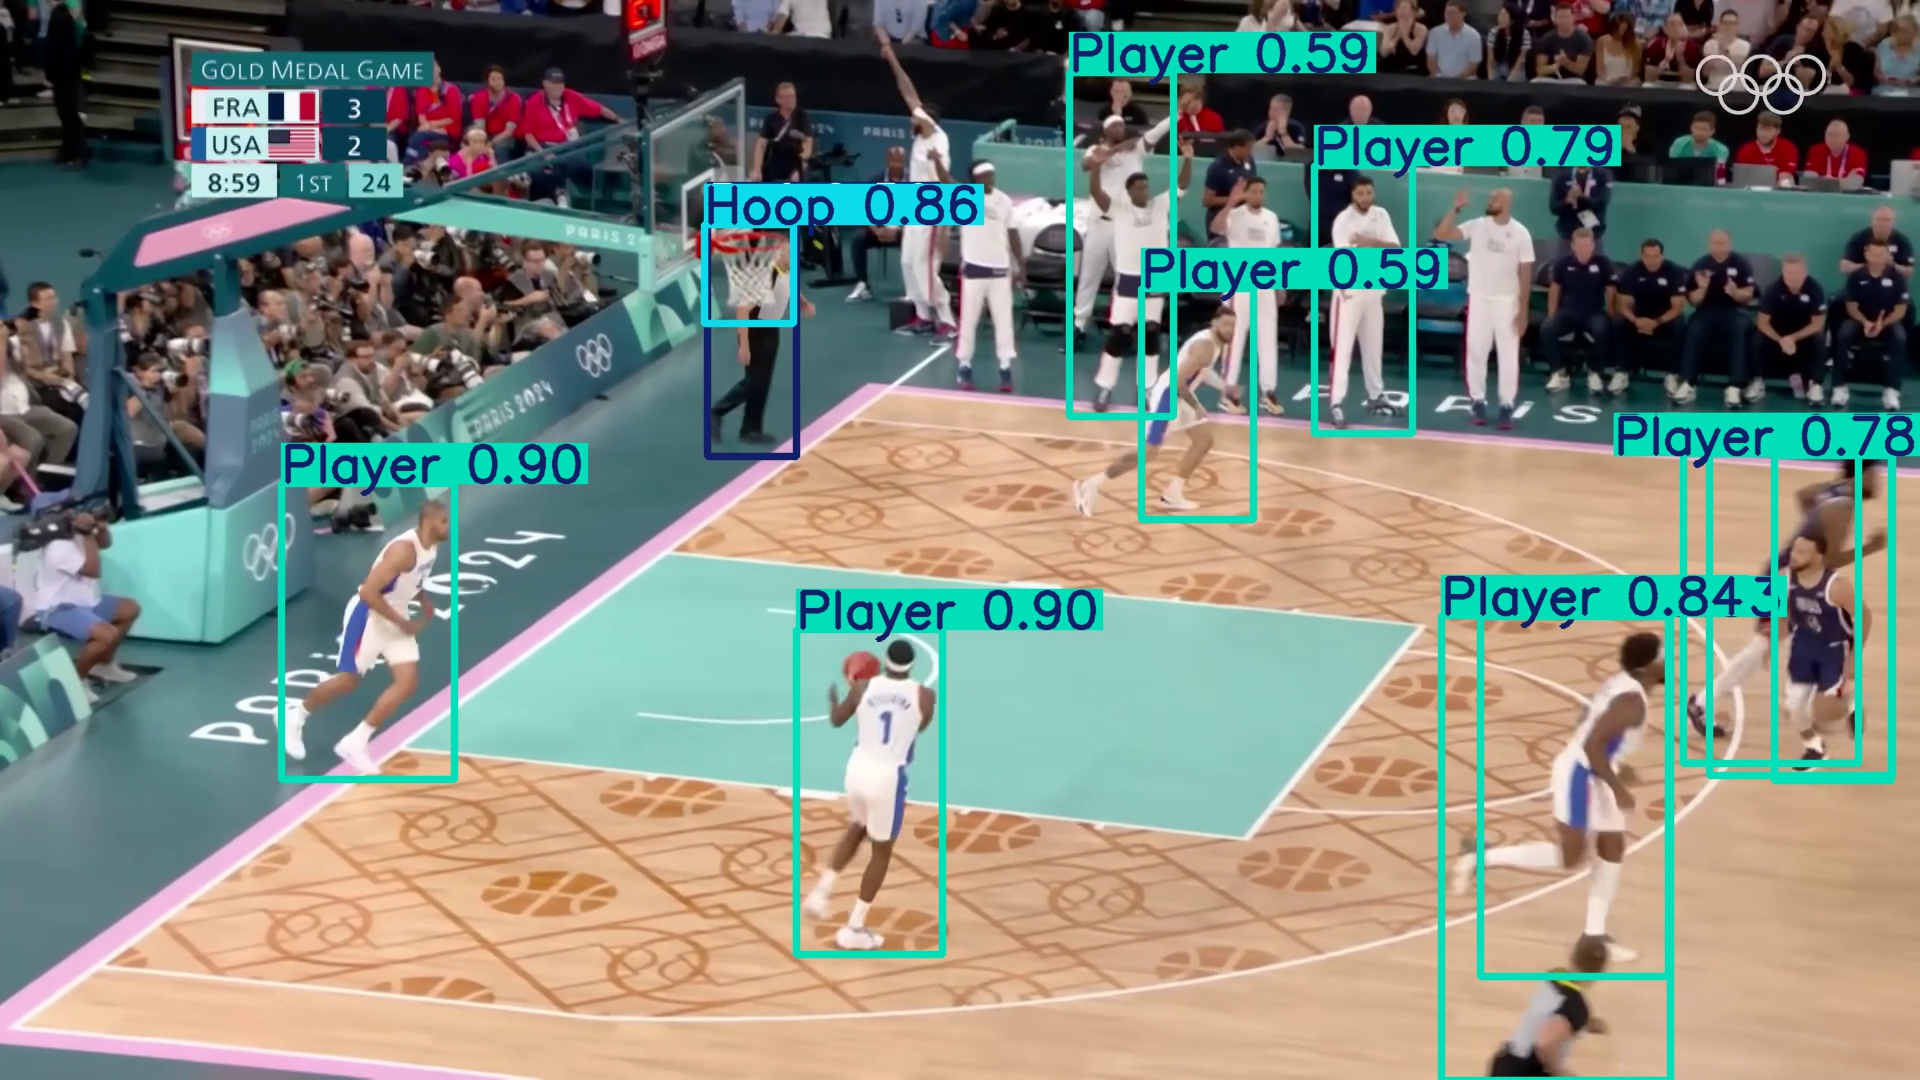 GOLD MEDAL GAME
FRA 3
USA 2
8:59 1ST 24
Player 0.59
Player 0.79
Hoop 0.86
Player 0.59
Player 0.78
Player 0.90
Player 0.90
Player 0.84
PARIS 2024
PARIS
1